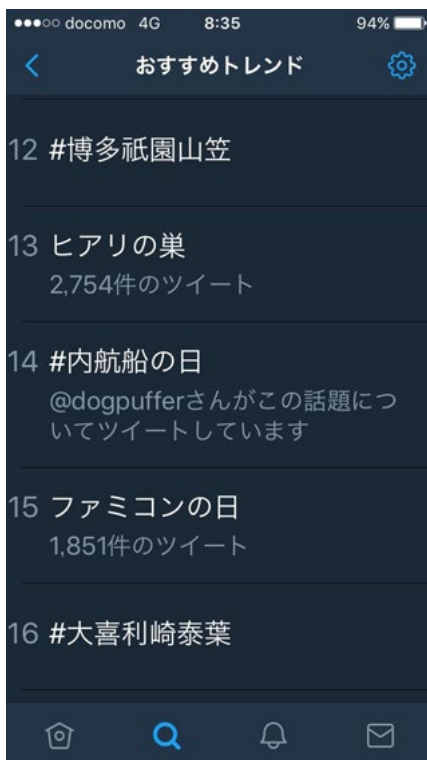 docomo 4G 8:35 94%
おすすめトレンド
12 #博多祇園山笠
13 ヒアリの巣
2,754件のツイート
14 #内航船の日
@dogpufferさんがこの話題につ
いてツイートしています
15 ファミコンの日
1,851件のツイート
16 #大喜利崎泰葉